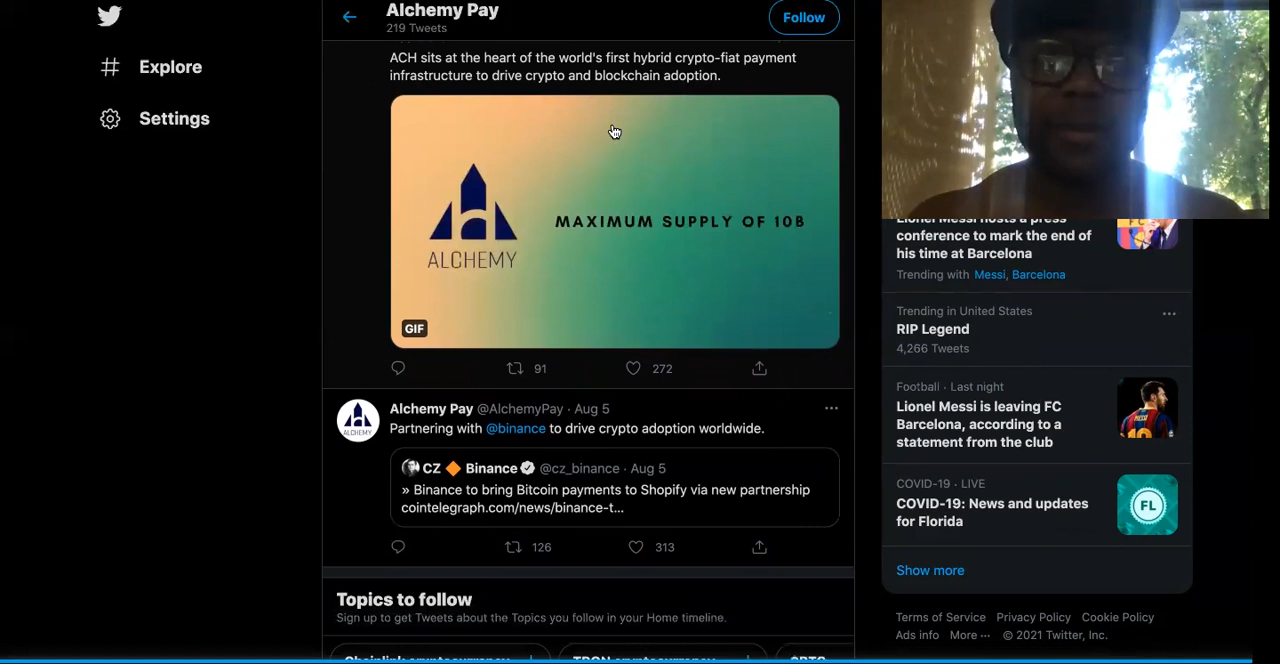 Explore
Settings
Alchemy Pay
219 Tweets
Follow
ACH sits at the heart of the world's first hybrid crypto-fiat payment
infrastructure to drive crypto and blockchain adoption.
ALCHEMY
MAXIMUM SUPPLY OF 10B
GIF
91
272
ALCHEMY
Alchemy Pay @AlchemyPay · Aug 5
Partnering with @binance to drive crypto adoption worldwide.
CZ 🔶 Binance @cz_binance · Aug 5
» Binance to bring Bitcoin payments to Shopify via new partnership
cointelegraph.com/news/binance-t...
126
313
Topics to follow
Sign up to get Tweets about the Topics you follow in your Home timeline.
Chainlink cryptocurrency
TRON cryptocurrency
Lionel Messi hosts a press
conference to mark the end of
his time at Barcelona
Trending with Messi, Barcelona
Trending in United States
RIP Legend
4,266 Tweets
Football · Last night
Lionel Messi is leaving FC
Barcelona, according to a
statement from the club
COVID-19 · LIVE
COVID-19: News and updates
for Florida
FL
Show more
Terms of Service Privacy Policy Cookie Policy
Ads info More ··· © 2021 Twitter, Inc.